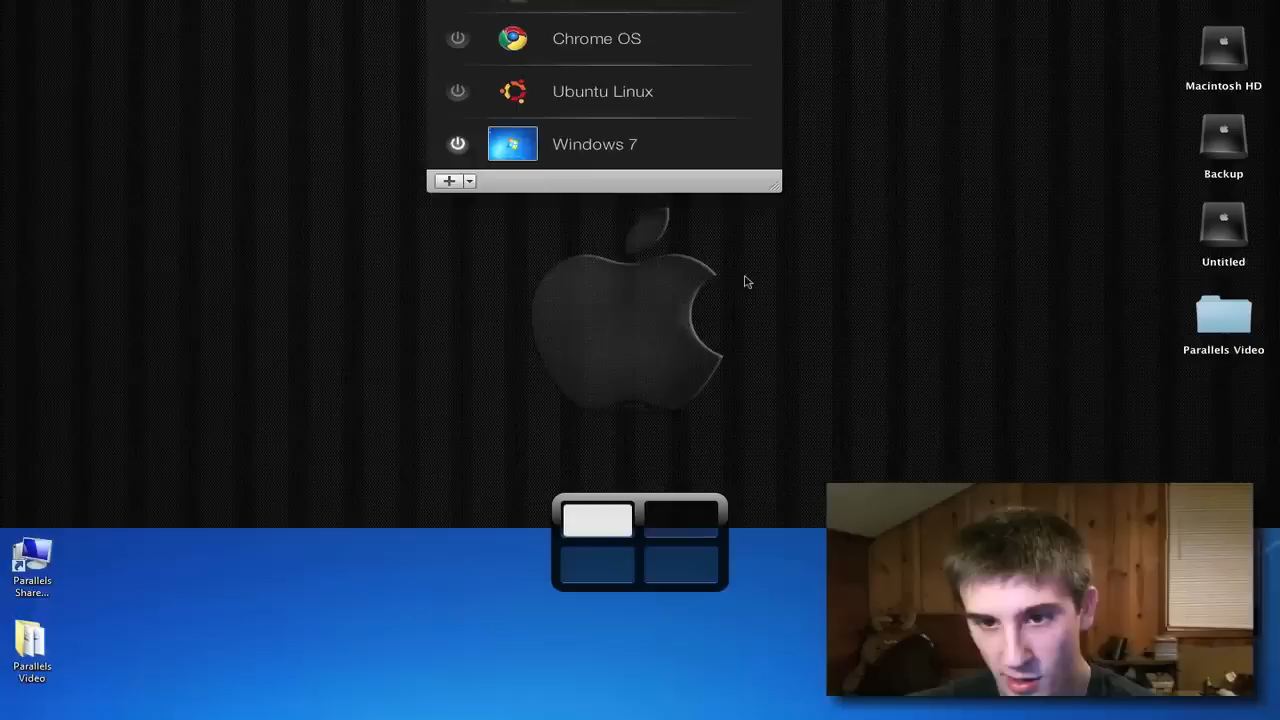 Chrome OS
Ubuntu Linux
Windows 7
Macintosh HD
Backup
Untitled
Parallels Video
Parallels
Share...
Parallels
Video